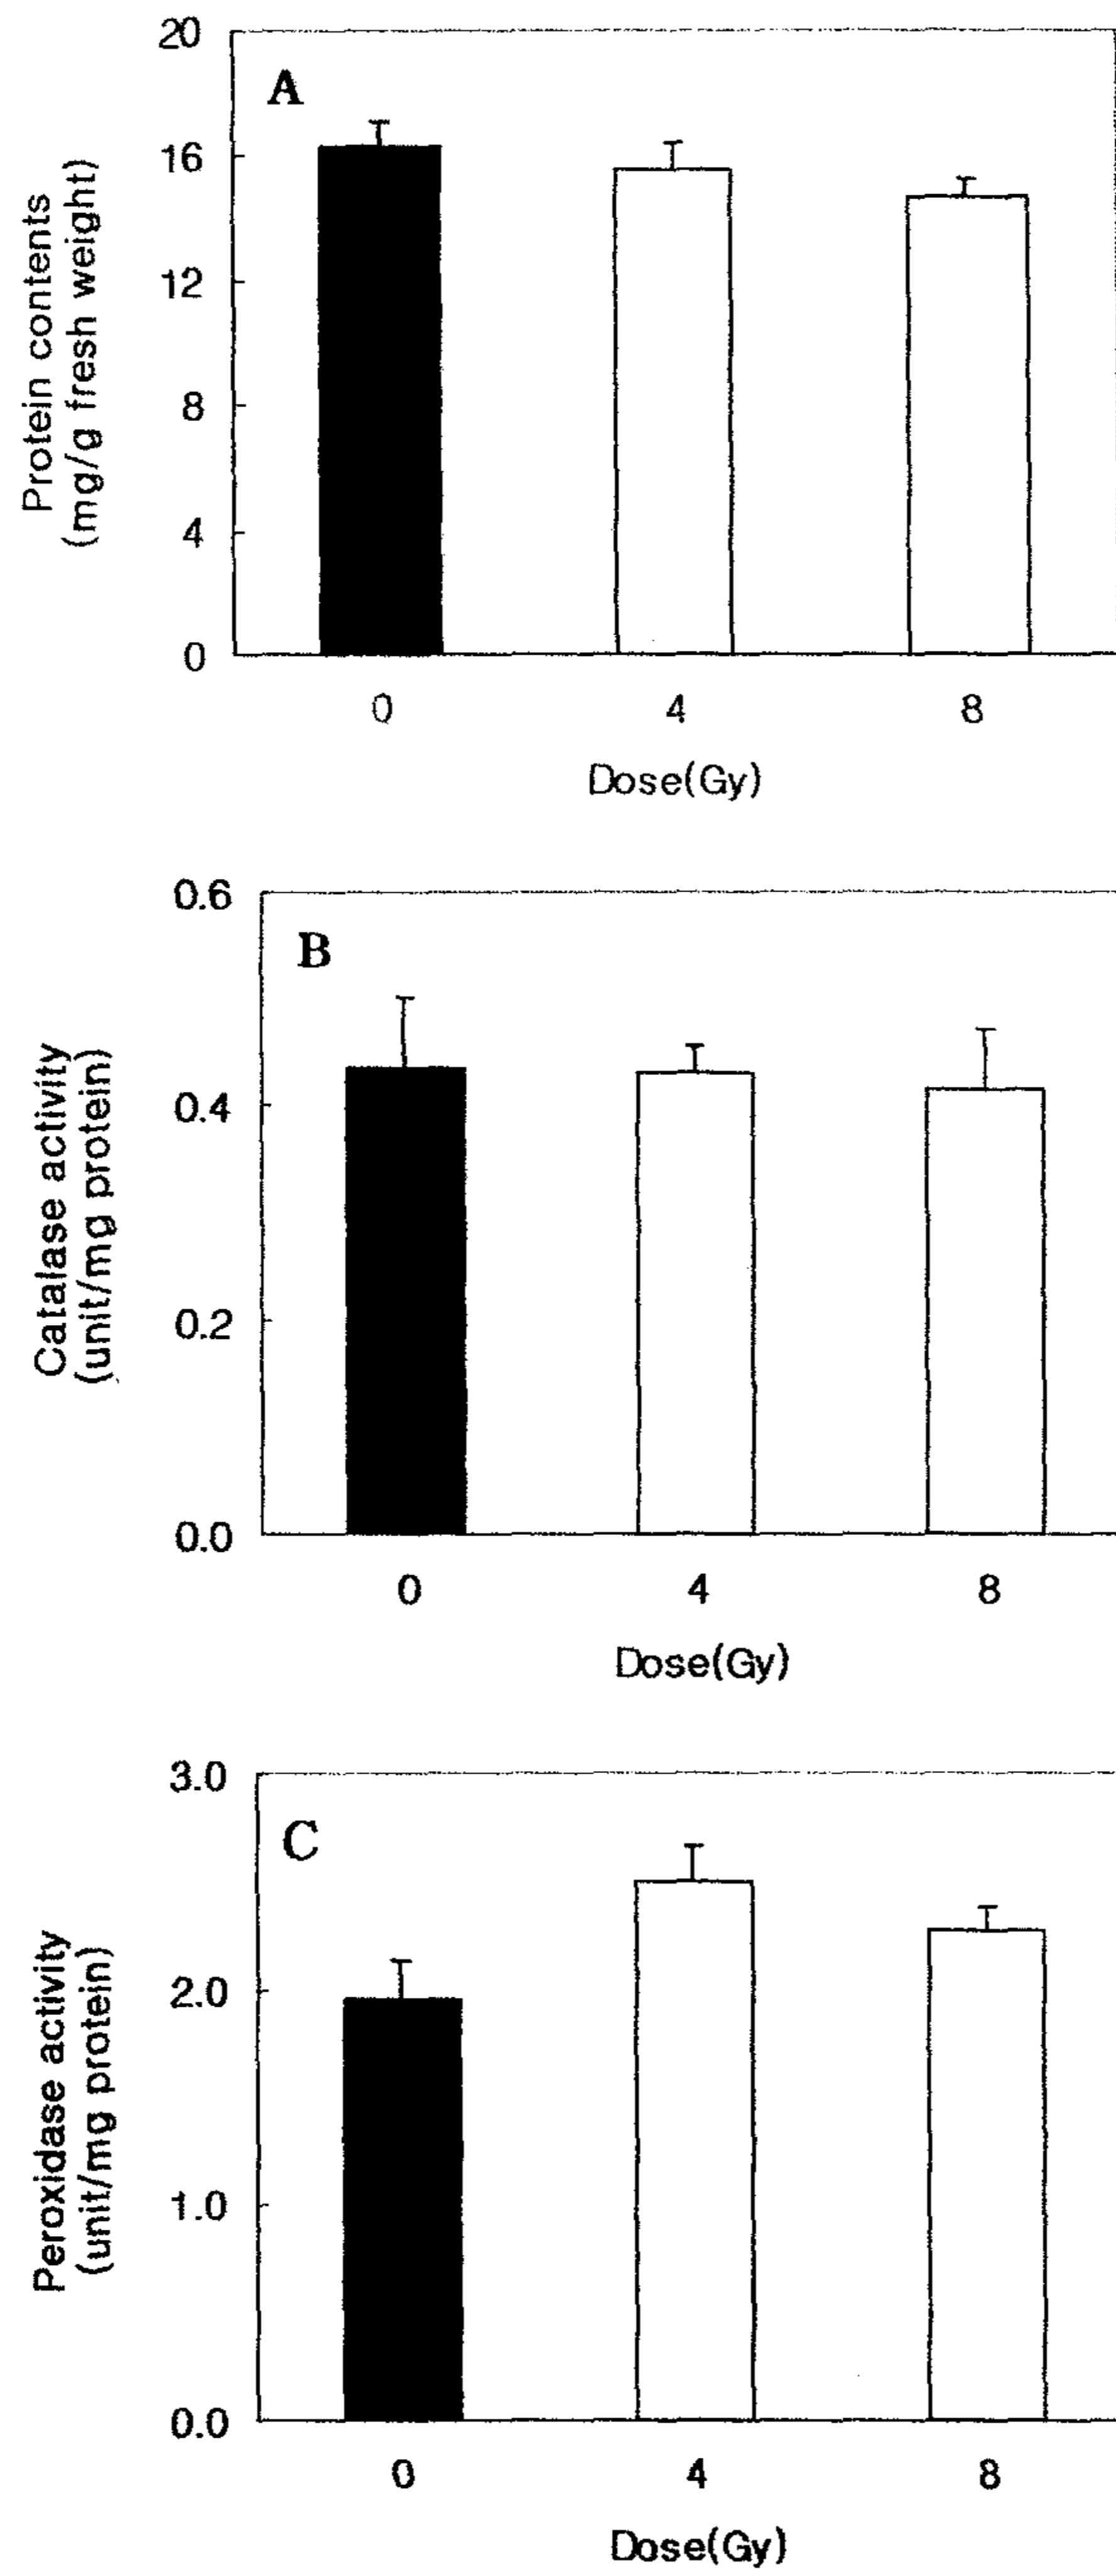 A
Protein contents
(mg/g fresh weight)
20
16
12
8
4
0
0 4 8
Dose(Gy)
B
Catalase activity
(unit/mg protein)
0.6
0.4
0.2
0.0
0 4 8
Dose(Gy)
C
Peroxidase activity
(unit/mg protein)
3.0
2.0
1.0
0.0
0 4 8
Dose(Gy)